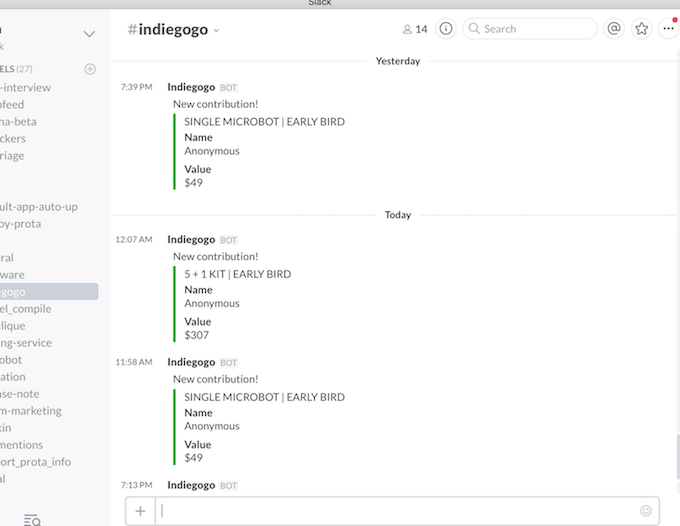 Slack
#indiegogo
14
Search
ELS (27)
-interview
feed
na-beta
ckers
riage
ult-app-auto-up
oy-prota
ral
ware
gogo
el_compile
lique
ng-service
obot
ation
ase-note
m-marketing
kin
mentions
ort_prota_info
al
Yesterday
7:39 PM Indiegogo BOT
New contribution!
SINGLE MICROBOT | EARLY BIRD
Name
Anonymous
Value
$49
Today
12:07 AM Indiegogo BOT
New contribution!
5 + 1 KIT | EARLY BIRD
Name
Anonymous
Value
$307
11:58 AM Indiegogo BOT
New contribution!
SINGLE MICROBOT | EARLY BIRD
Name
Anonymous
Value
$49
7:13 PM Indiegogo BOT